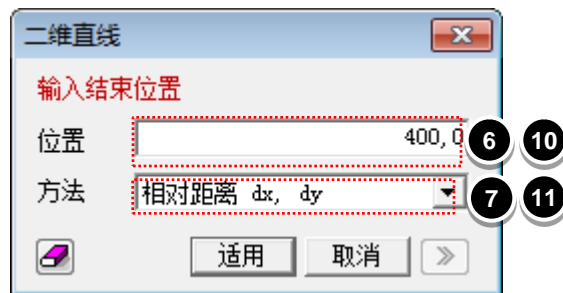 二维直线
输入结束位置
位置 400,0 6 10
方法 相对距离 dx, dy 7 11
适用 取消 »